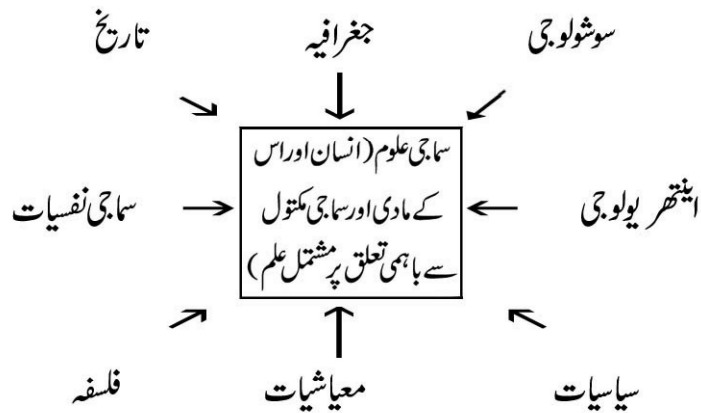 سوشولوجی جغرافیہ تاریخ
سماجی علوم (انسان اور اس
کے مادی اور سماجی مکتول
سے باہمی تعلق پر مشتمل علم)
اینتھر یولوجی سماجی نفسیات
سیاسیات معیاشیات فلسفہ